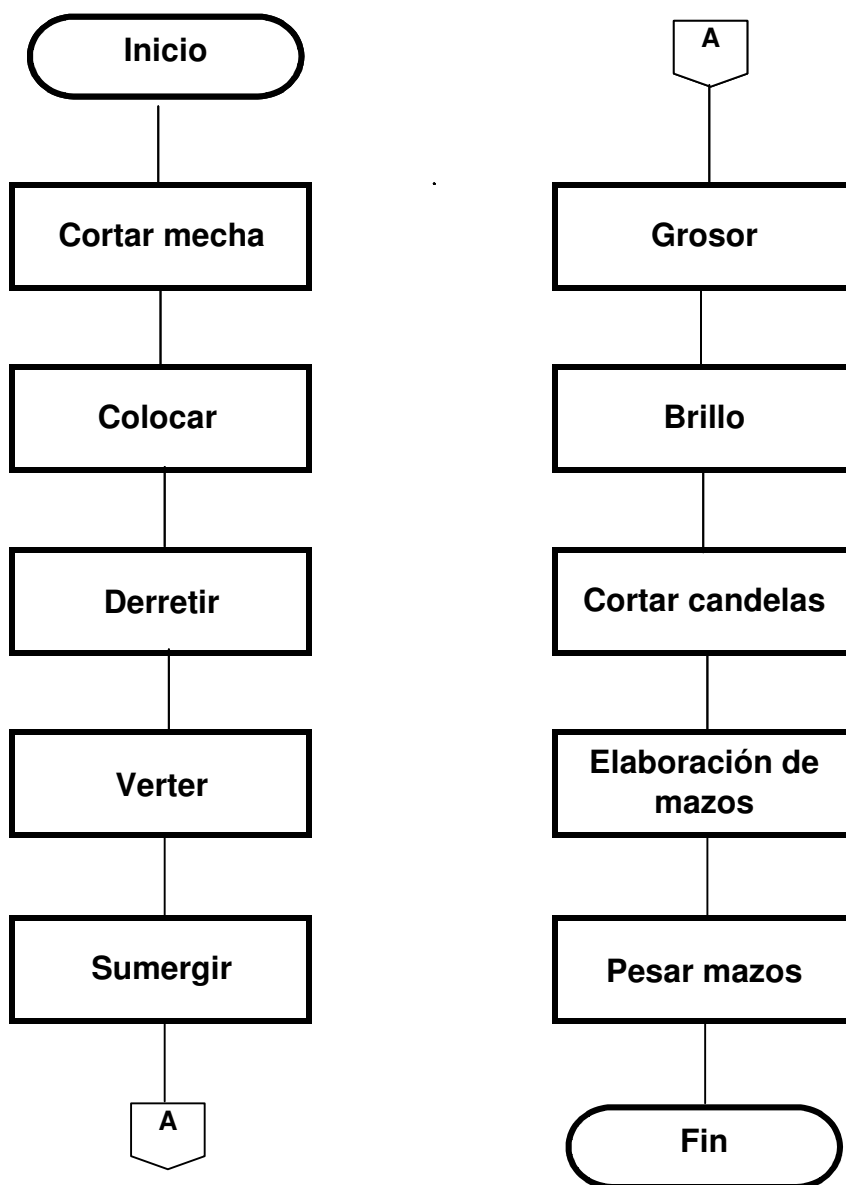 Inicio
Cortar mecha
Colocar
Derretir
Verter
Sumergir
A
A
Grosor
Brillo
Cortar candelas
Elaboración de
mazos
Pesar mazos
Fin